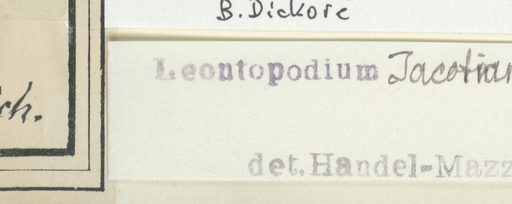 B. Dickore
Leontopodium Jacotian
ch.
det. Handel-Mazz